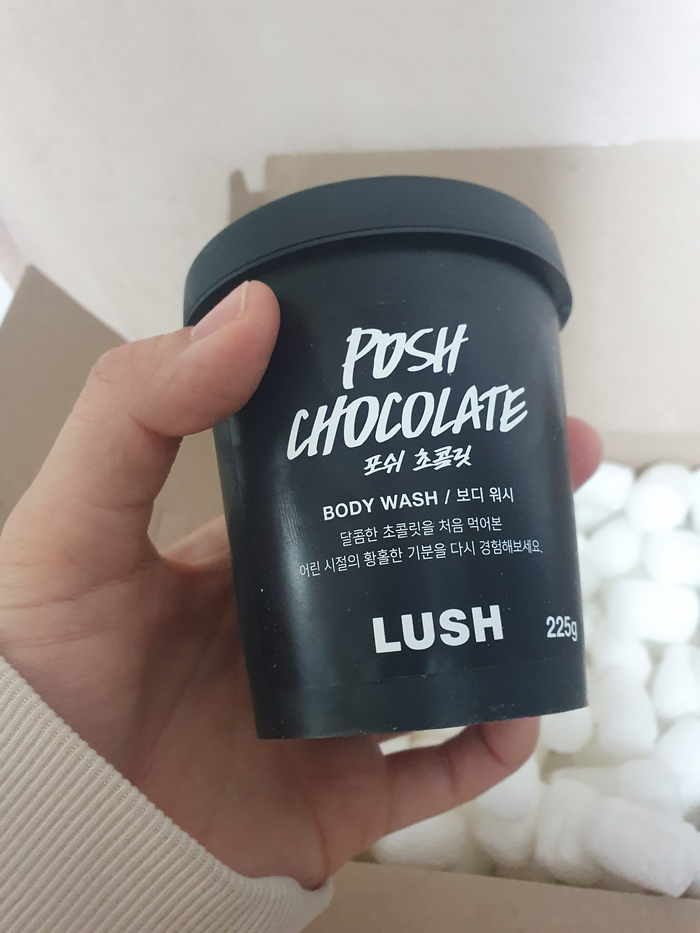 POSH
CHOCOLATE
포쉬 초콜릿
BODY WASH / 보디 워시
달콤한 초콜릿을 처음 먹어본
어린 시절의 황홀한 기분을 다시 경험해보세요.
LUSH
225g